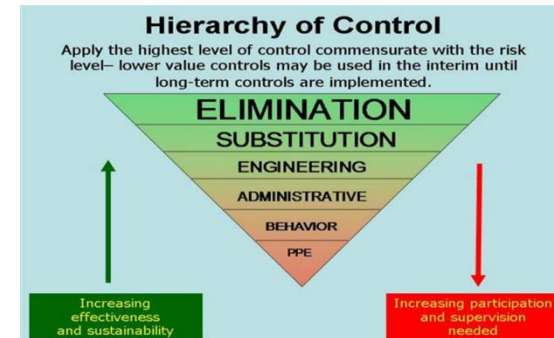 Hierarchy of Control
Apply the highest level of control commensurate with the risk
level– lower value controls may be used in the interim until
long-term controls are implemented.
ELIMINATION
SUBSTITUTION
ENGINEERING
ADMINISTRATIVE
BEHAVIOR
PPE
Increasing
effectiveness
and sustainability
Increasing participation
and supervision
needed